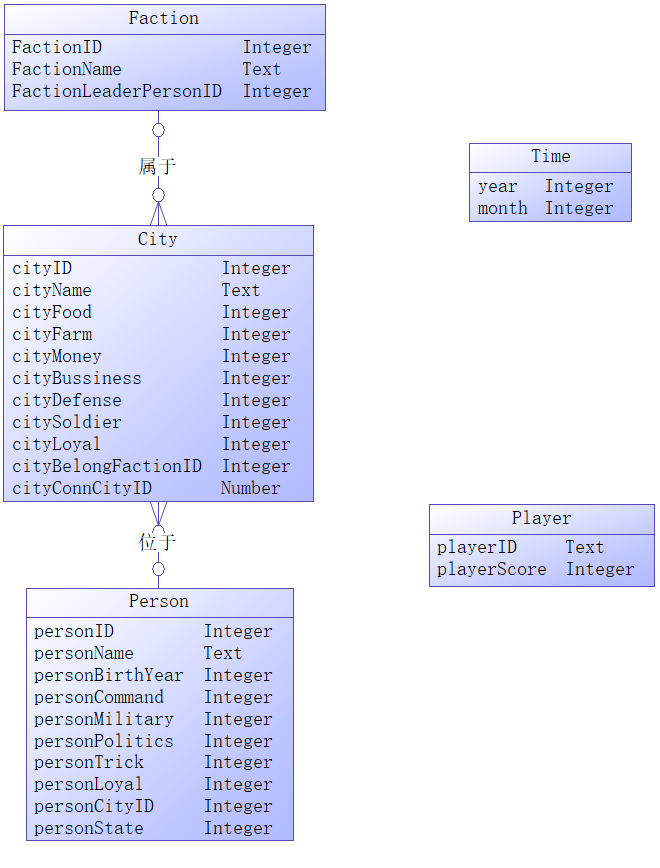 Faction
FactionID Integer
FactionName Text
FactionLeaderPersonID Integer
属于
Time
year Integer
month Integer
City
cityID Integer
cityName Text
cityFood Integer
cityFarm Integer
cityMoney Integer
cityBussiness Integer
cityDefense Integer
citySoldier Integer
cityLoyal Integer
cityBelongFactionID Integer
cityConnCityID Number
位于
Player
playerID Text
playerScore Integer
Person
personID Integer
personName Text
personBirthYear Integer
personCommand Integer
personMilitary Integer
personPolitics Integer
personTrick Integer
personLoyal Integer
personCityID Integer
personState Integer